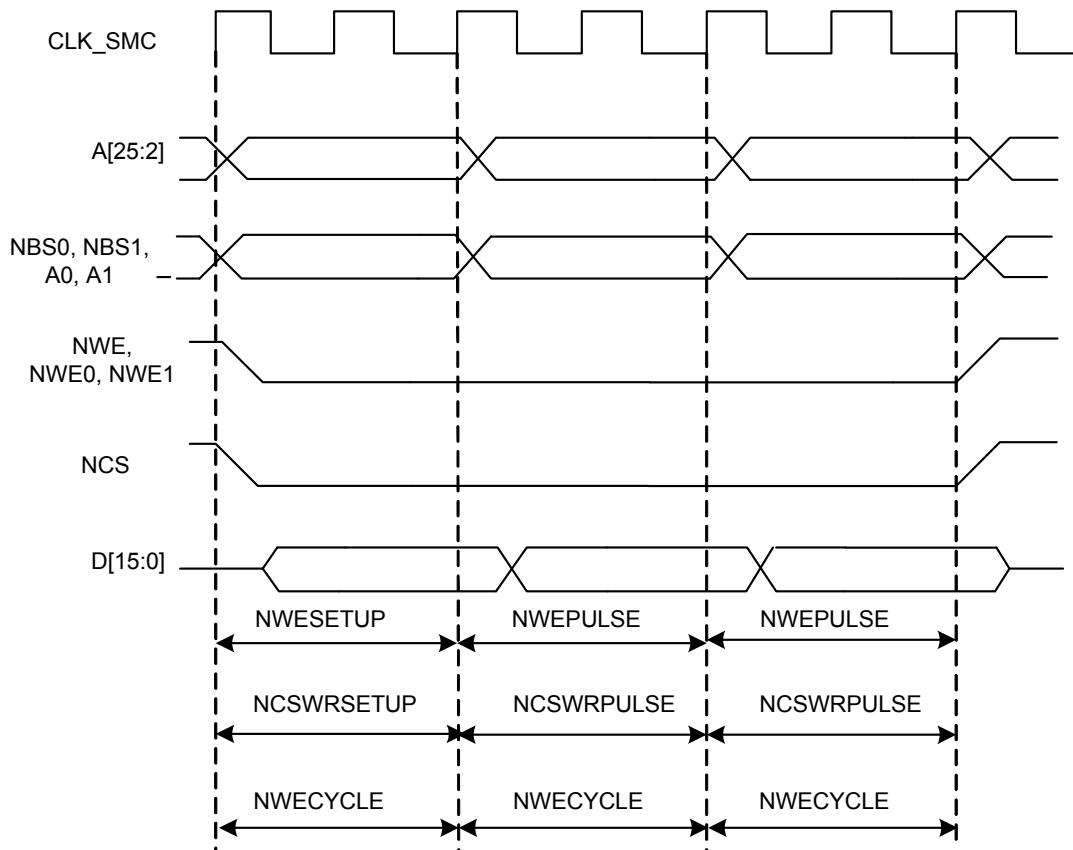 CLK_SMC
A[25:2]
NBS0, NBS1,
A0, A1
NWE,
NWE0, NWE1
NCS
D[15:0]
NWESETUP NWEPULSE NWEPULSE
NCSWRSETUP NCSWRPULSE NCSWRPULSE
NWECYCLE NWECYCLE NWECYCLE